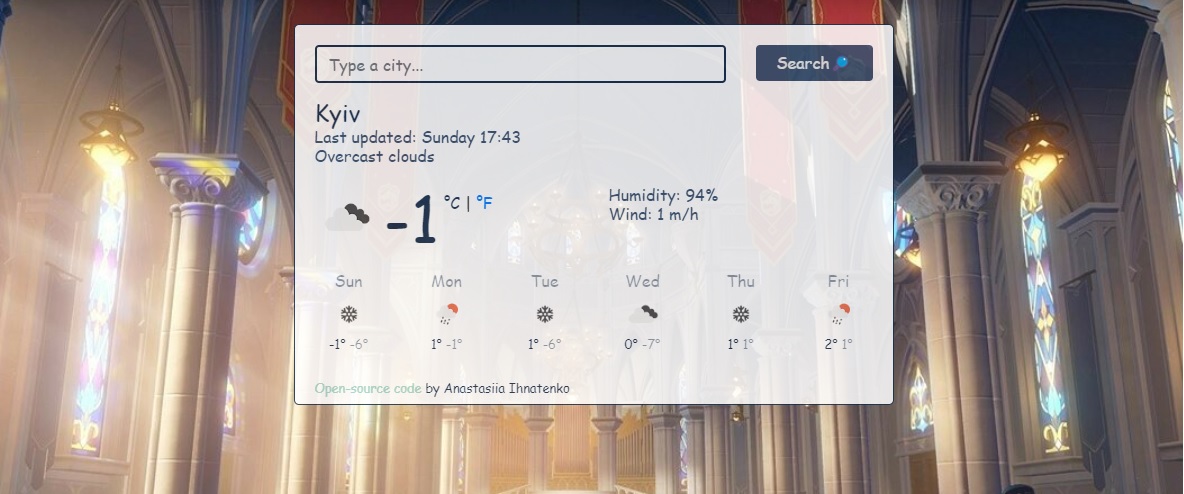 Type a city...
Search
Kyiv
Last updated: Sunday 17:43
Overcast clouds
-1 °C | °F
Humidity: 94%
Wind: 1 m/h
Sun Mon Tue Wed Thu Fri
-1° -6° 1° -1° 1° -6° 0° -7° 1° 1° 2° 1°
Open-source code by Anastasiia Ihnatenko